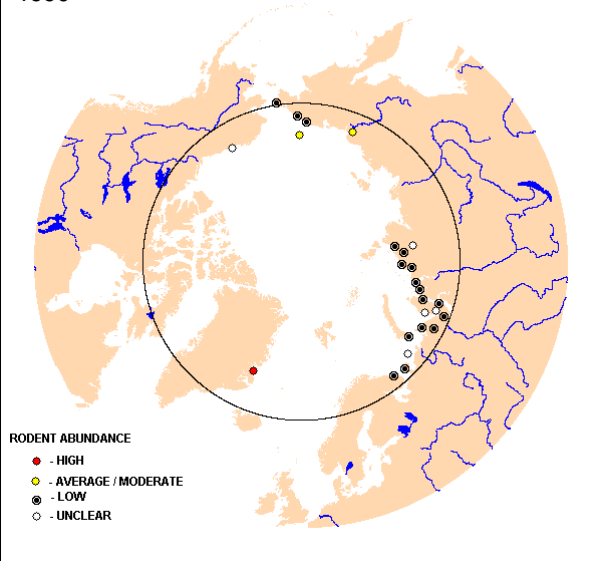 RODENT ABUNDANCE
- HIGH
- AVERAGE / MODERATE
- LOW
- UNCLEAR